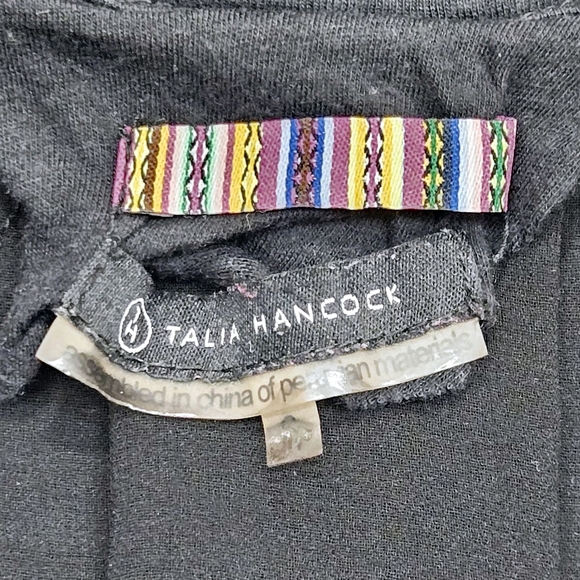 H TALIA HANCOCK
assembled in china of peruvian materials